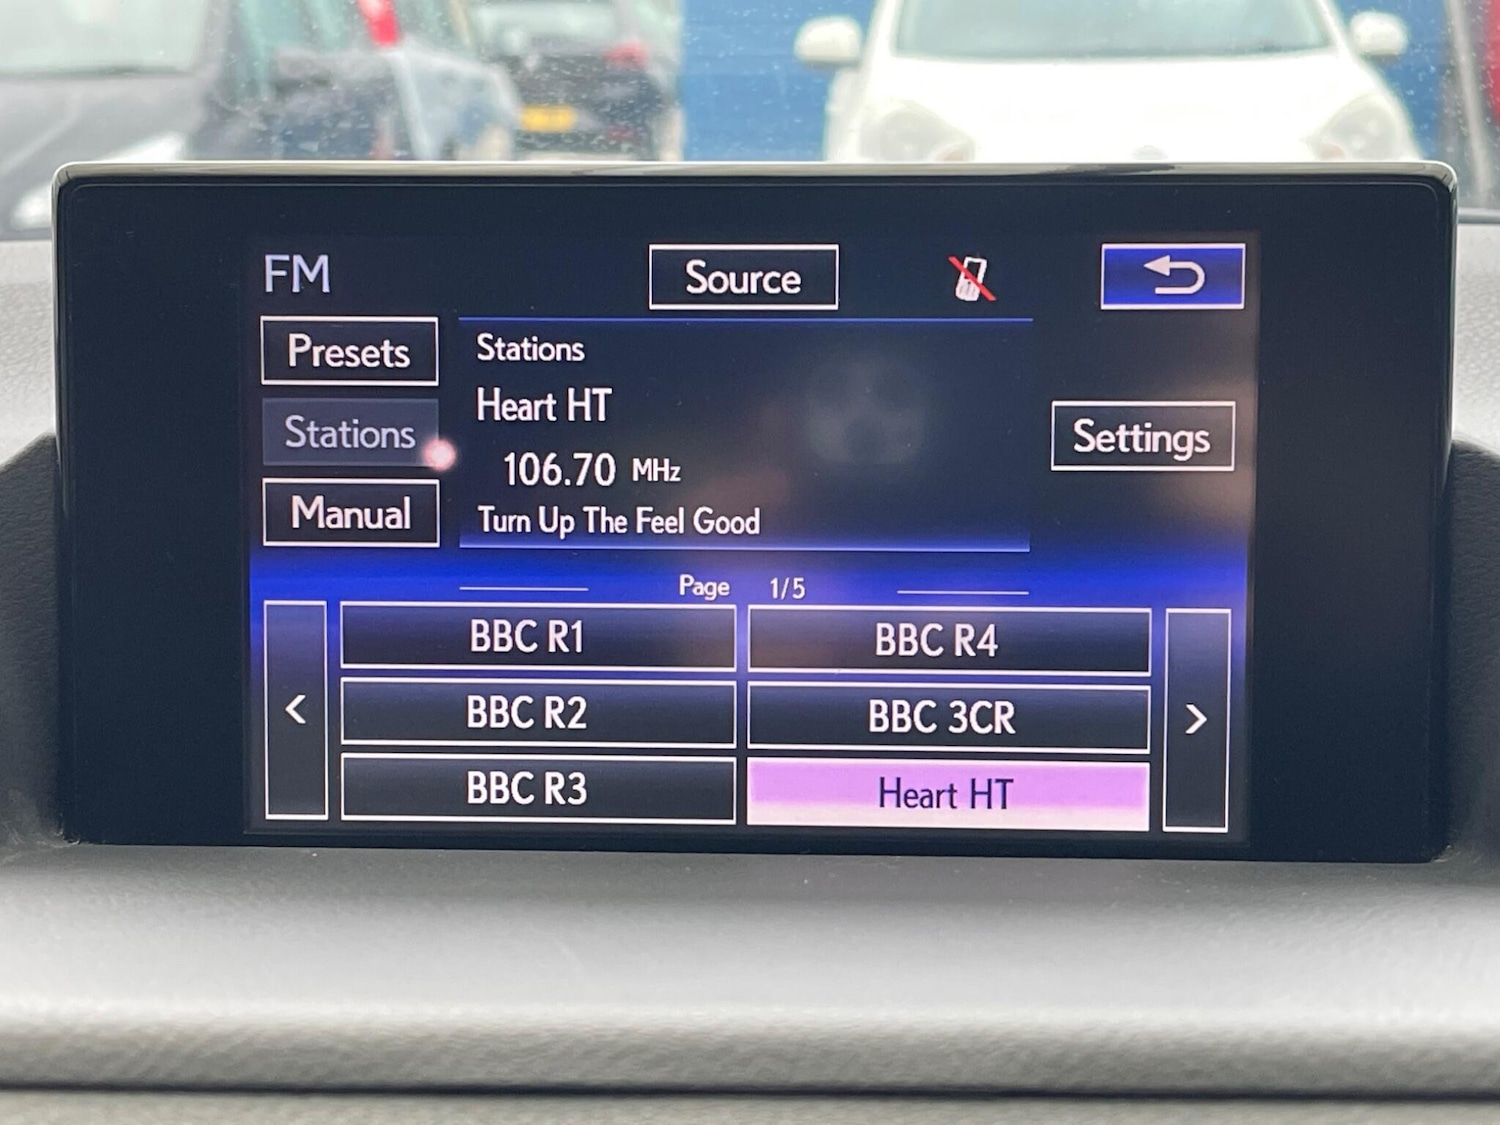 FM
Source
Presets
Stations
Manual
Stations
Heart HT
106.70 MHz
Turn Up The Feel Good
Settings
Page 1/5
<
BBC R1
BBC R4
BBC R2
BBC 3CR
BBC R3
Heart HT
>